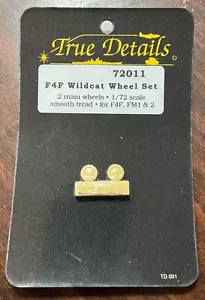 True Details
72011
F4F Wildcat Wheel Set
2 main wheels • 1/72 scale
smooth tread • for F4F, FM1 & 2
TD 001